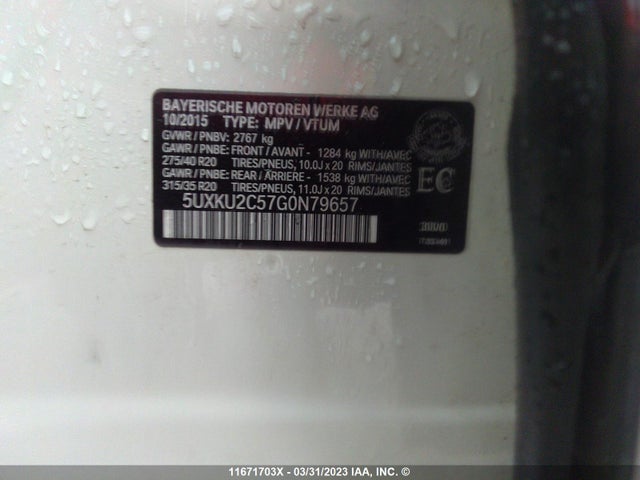 BAYERISCHE MOTOREN WERKE AG
10/2015 TYPE: MPV / VTUM
GVWR / PNBV: 2767 kg
GAWR / PNBE: FRONT / AVANT - 1284 kg WITH/AVEC
275/40 R20 TIRES/PNEUS, 10.0J x 20 RIMS/JANTES
GAWR / PNBE: REAR / ARRIERE - 1538 kg WITH/AVEC
315/35 R20 TIRES/PNEUS, 11.0J x 20 RIMS/JANTES
5UXKU2C57G0N79657
EC
11671703X - 03/31/2023 IAA, Inc. ©